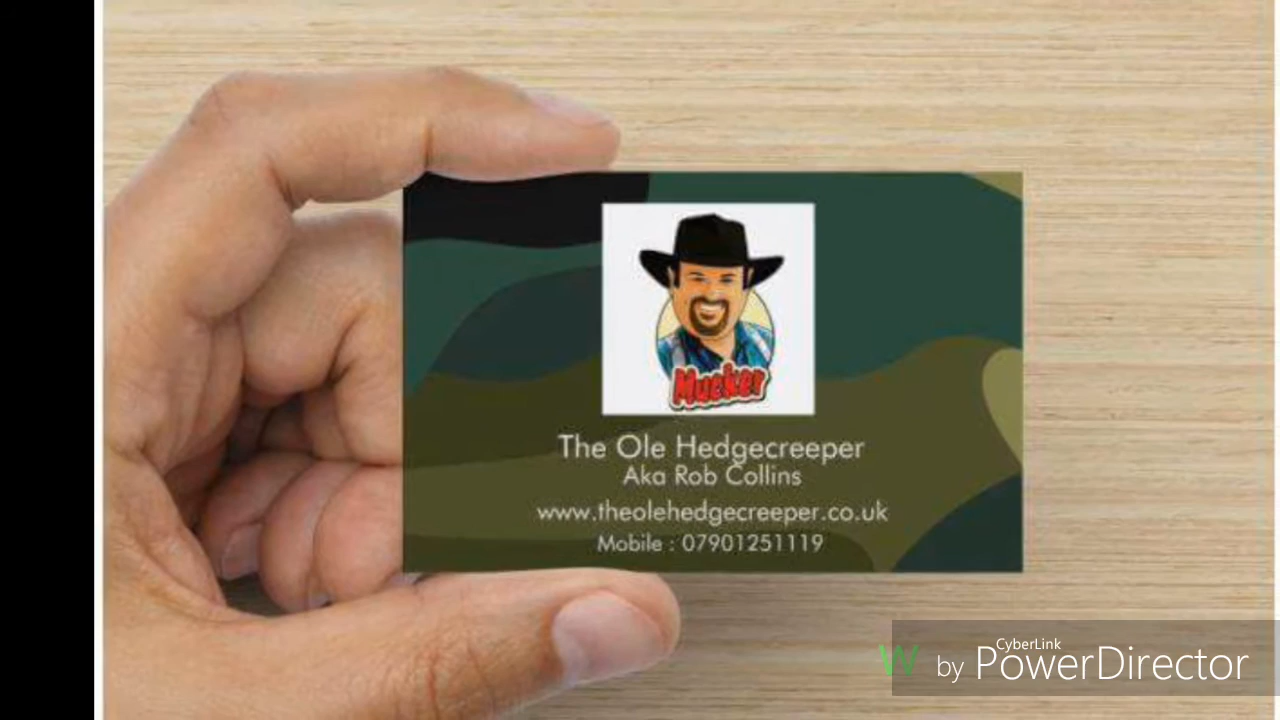 Mucker
The Ole Hedgecreeper
Aka Rob Collins
www.theolehedgecreeper.co.uk
Mobile : 07901251119
CyberLink
W by PowerDirector